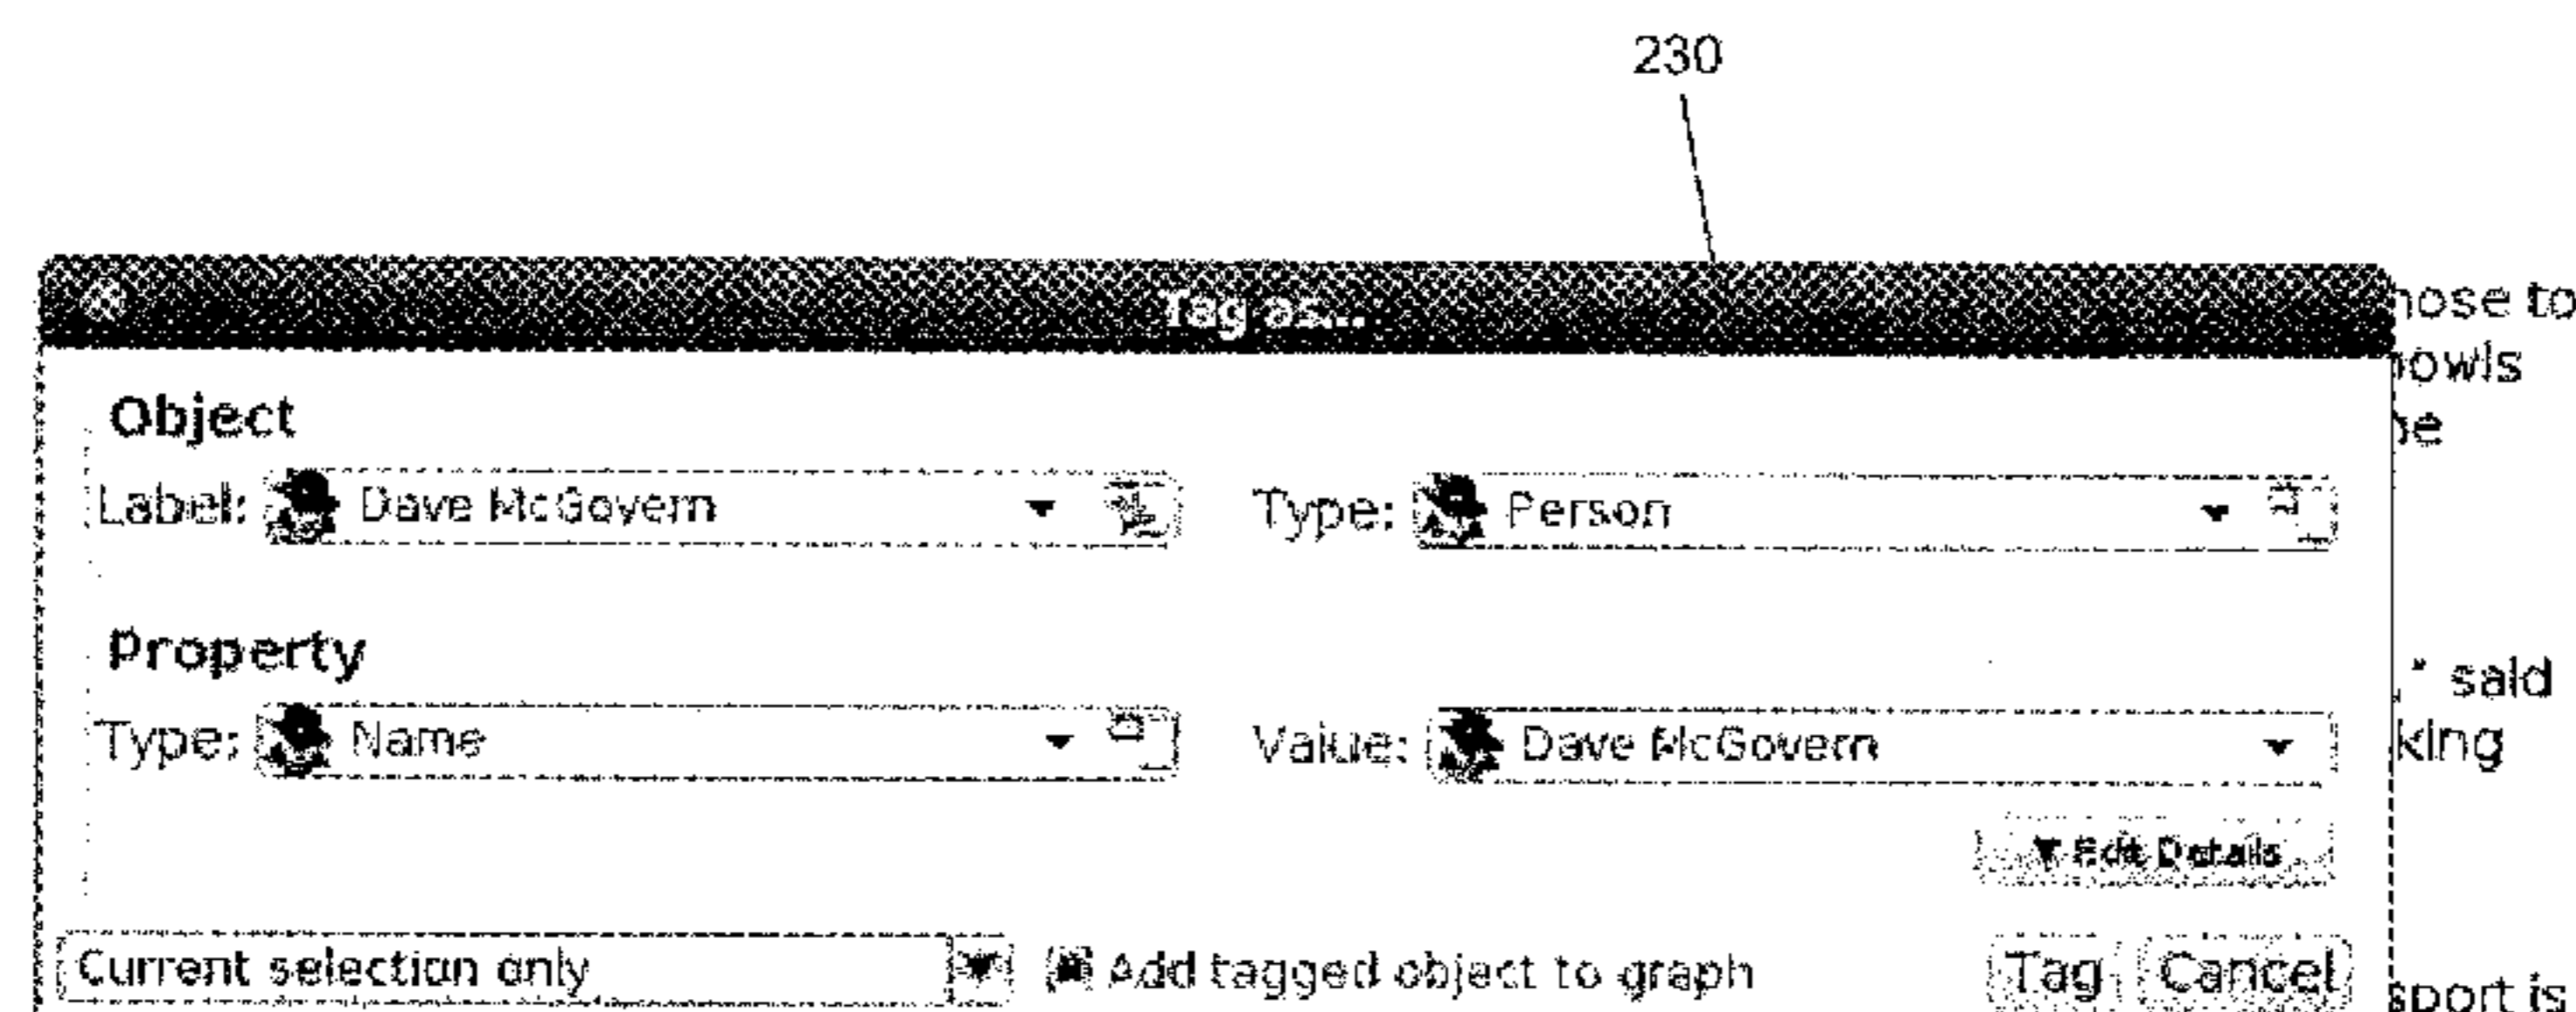 230
Tag as...
hose to
owls
Object
he
Label: Dave McGovern Type: Person
Property
" said
Type: Name Value: Dave McGovern
king
Edit Details
Current selection only Add tagged object to graph Tag Cancel
sport is